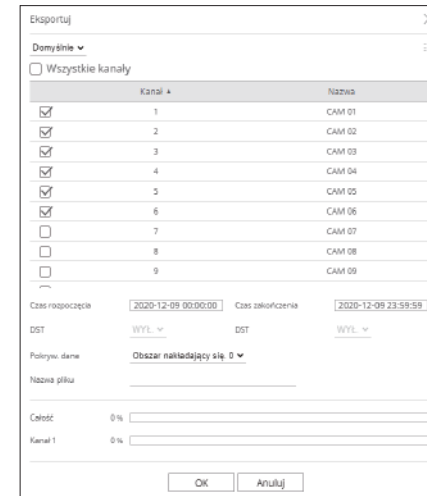 Eksportuj
Domyślnie
Wszystkie kanały
Kanał Nazwa
1 CAM 01
2 CAM 02
3 CAM 03
4 CAM 04
5 CAM 05
6 CAM 06
7 CAM 07
8 CAM 08
9 CAM 09
Czas rozpoczęcia 2020-12-09 00:00:00 Czas zakończenia 2020-12-09 23:59:59
DST WYŁ. DST WYŁ.
Pokryw. dane Obszar nakładający się. 0
Nazwa pliku
Całość 0 %
Kanał 1 0 %
OK Anuluj